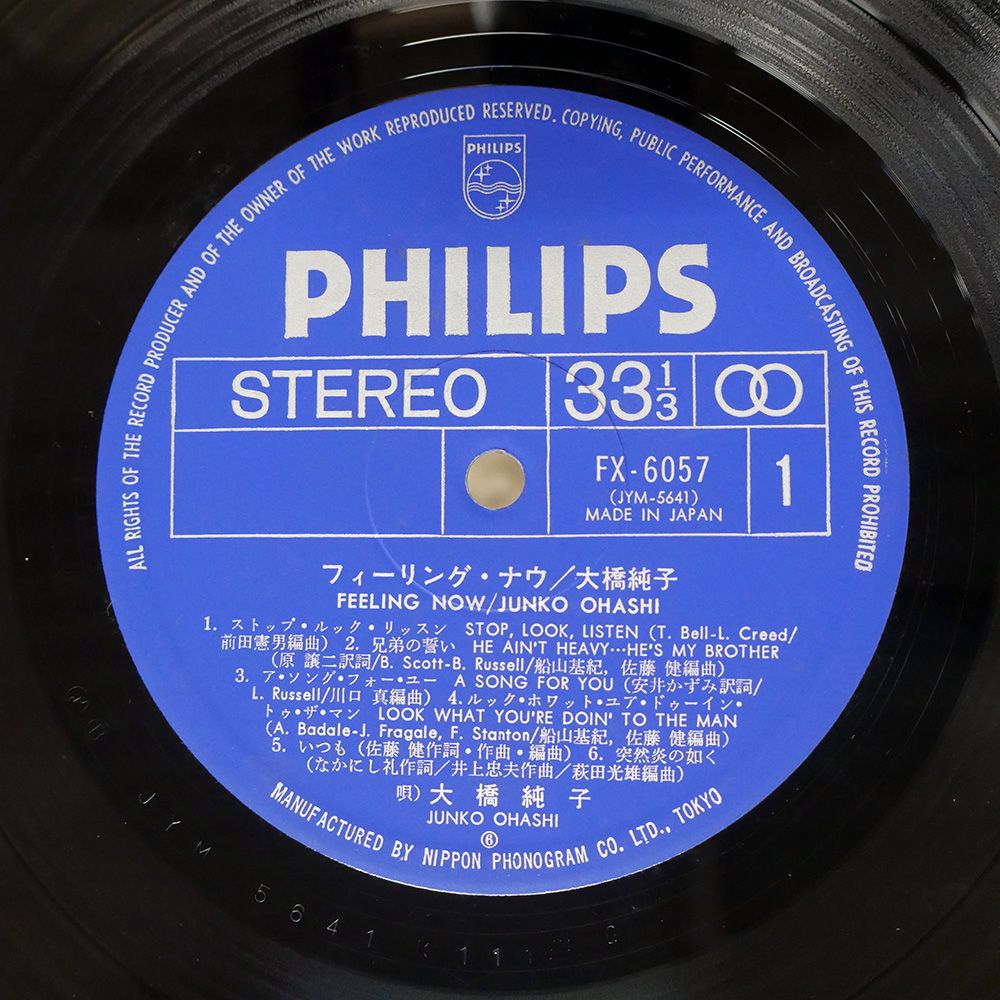 ALL RIGHTS OF THE RECORD PRODUCER AND OF THE OWNER OF THE WORK REPRODUCED RESERVED. COPYING, PUBLIC PERFORMANCE AND BROADCASTING OF THIS RECORD PROHIBITED
PHILIPS
PHILIPS
STEREO 33 1/3
FX-6057 1
(JYM-5641)
MADE IN JAPAN
フィーリング・ナウ/大橋純子
FEELING NOW/JUNKO OHASHI
1. ストップ・ルック・リッスン STOP, LOOK, LISTEN (T. Bell-L. Creed/
前田憲男編曲) 2. 兄弟の誓い HE AIN'T HEAVY…HE'S MY BROTHER
(原 譲二訳詞/B. Scott-B. Russell/船山基紀, 佐藤 健編曲)
3. ア・ソング・フォー・ユー A SONG FOR YOU (安井かずみ訳詞/
L. Russell/川口 真編曲) 4. ルック・ホワット・ユア・ドゥーイン・
トゥ・ザ・マン LOOK WHAT YOU'RE DOIN' TO THE MAN
(A. Badale-J. Fragale, F. Stanton/船山基紀, 佐藤 健編曲)
5. いつも (佐藤 健作詞・作曲・編曲) 6. 突然炎の如く
(なかにし礼作詞/井上忠夫作曲/萩田光雄編曲)
唄) 大橋純子
JUNKO OHASHI
⑥
MANUFACTURED BY NIPPON PHONOGRAM CO. LTD., TOKYO
JYM 5641